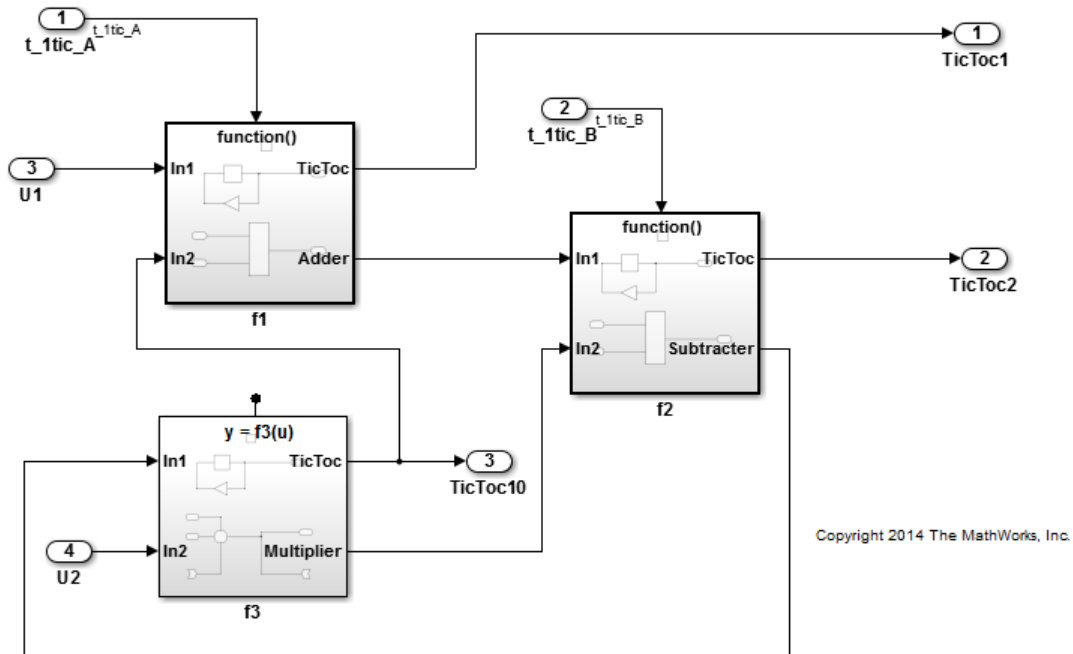 1
t_1tic_A
t_1tic_A
1
TicToc1
2
t_1tic_B
t_1tic_B
function()
3
U1
In1
TicToc
In2
Adder
f1
function()
In1
TicToc
2
TicToc2
In2
Subtracter
f2
y = f3(u)
In1
TicToc
3
TicToc10
4
U2
In2
Multiplier
f3
Copyright 2014 The MathWorks, Inc.